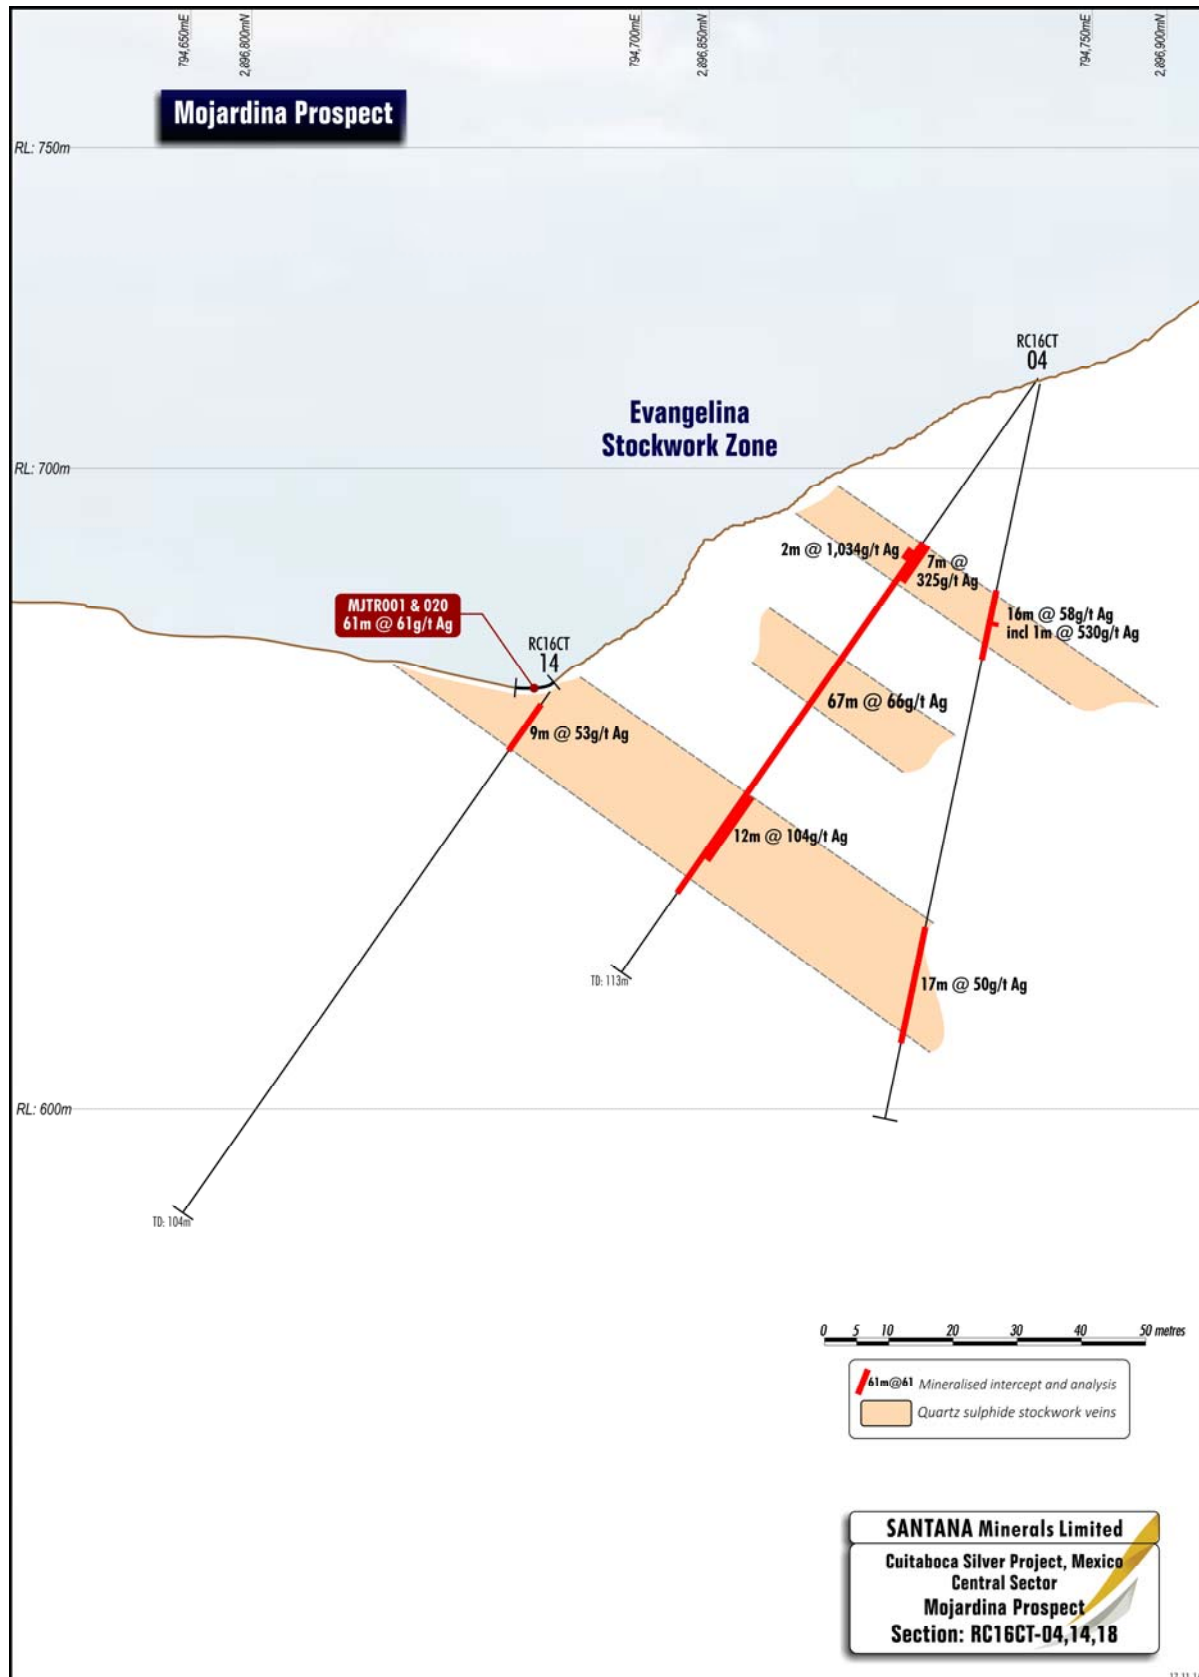 794,650mE
2,896,800mN
794,700mE
2,896,850mN
794,750mE
2,896,900mN
Mojardina Prospect
RL: 750m
RC16CT
04
Evangelina
Stockwork Zone
RL: 700m
2m @ 1,034g/t Ag
7m @
325g/t Ag
16m @ 58g/t Ag
incl 1m @ 530g/t Ag
MJTR001 & 020
61m @ 61g/t Ag
RC16CT
14
67m @ 66g/t Ag
9m @ 53g/t Ag
12m @ 104g/t Ag
TD: 113m
17m @ 50g/t Ag
RL: 600m
TD: 104m
0 5 10 20 30 40 50 metres
61m@61 Mineralised intercept and analysis
Quartz sulphide stockwork veins
SANTANA Minerals Limited
Cuitaboca Silver Project, Mexico
Central Sector
Mojardina Prospect
Section: RC16CT-04,14,18